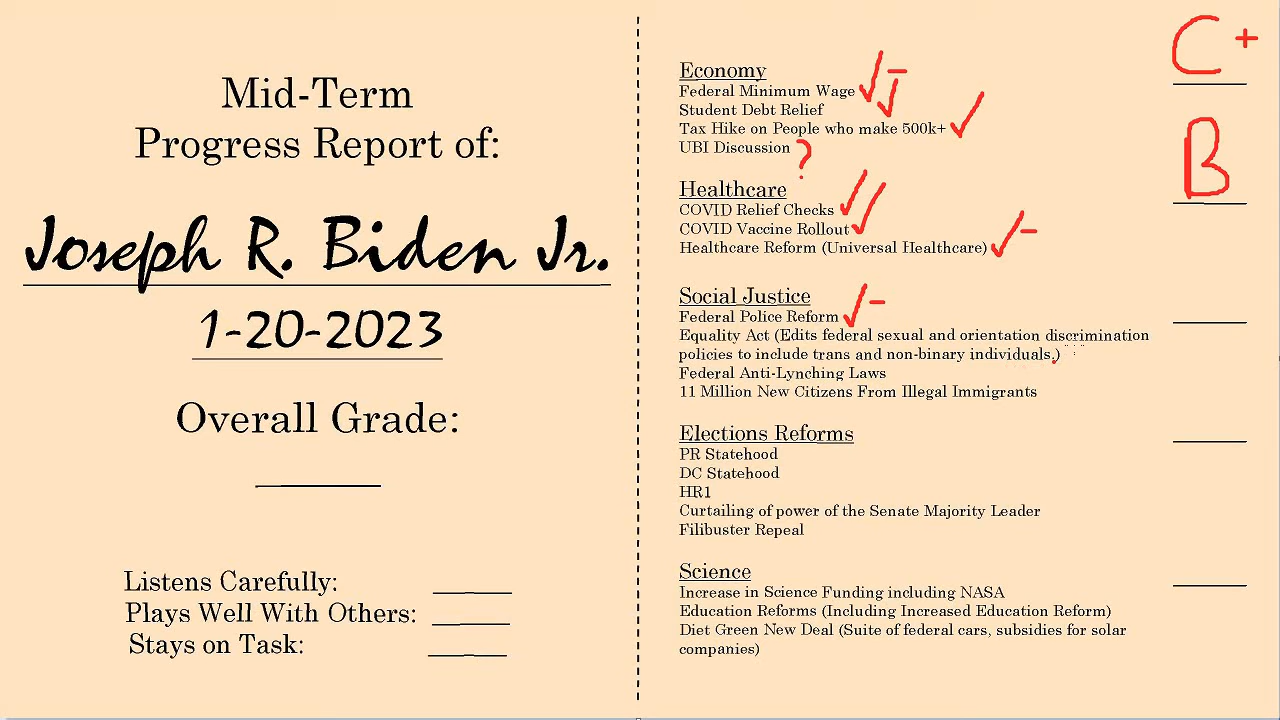 Mid-Term
Progress Report of:
Joseph R. Biden Jr.
1-20-2023
Overall Grade:
Listens Carefully:
Plays Well With Others:
Stays on Task:
C+
Economy
Federal Minimum Wage
Student Debt Relief
Tax Hike on People who make 500k+
UBI Discussion ?
B
Healthcare
COVID Relief Checks
COVID Vaccine Rollout
Healthcare Reform (Universal Healthcare)
Social Justice
Federal Police Reform
Equality Act (Edits federal sexual and orientation discrimination
policies to include trans and non-binary individuals.)
Federal Anti-Lynching Laws
11 Million New Citizens From Illegal Immigrants
Elections Reforms
PR Statehood
DC Statehood
HR1
Curtailing of power of the Senate Majority Leader
Filibuster Repeal
Science
Increase in Science Funding including NASA
Education Reforms (Including Increased Education Reform)
Diet Green New Deal (Suite of federal cars, subsidies for solar
companies)